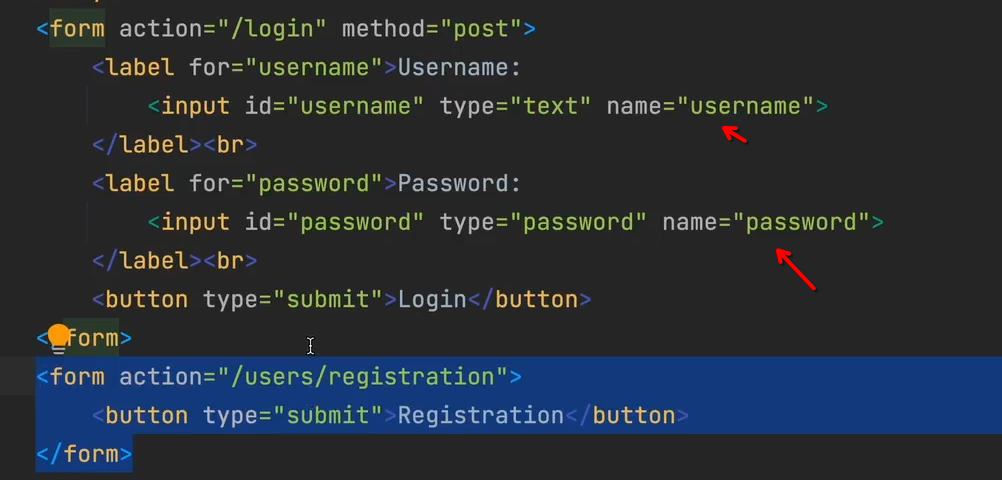 <form action="/login" method="post">
<label for="username">Username:
<input id="username" type="text" name="username">
</label><br>
<label for="password">Password:
<input id="password" type="password" name="password">
</label><br>
<button type="submit">Login</button>
<form>
<form action="/users/registration">
<button type="submit">Registration</button>
</form>